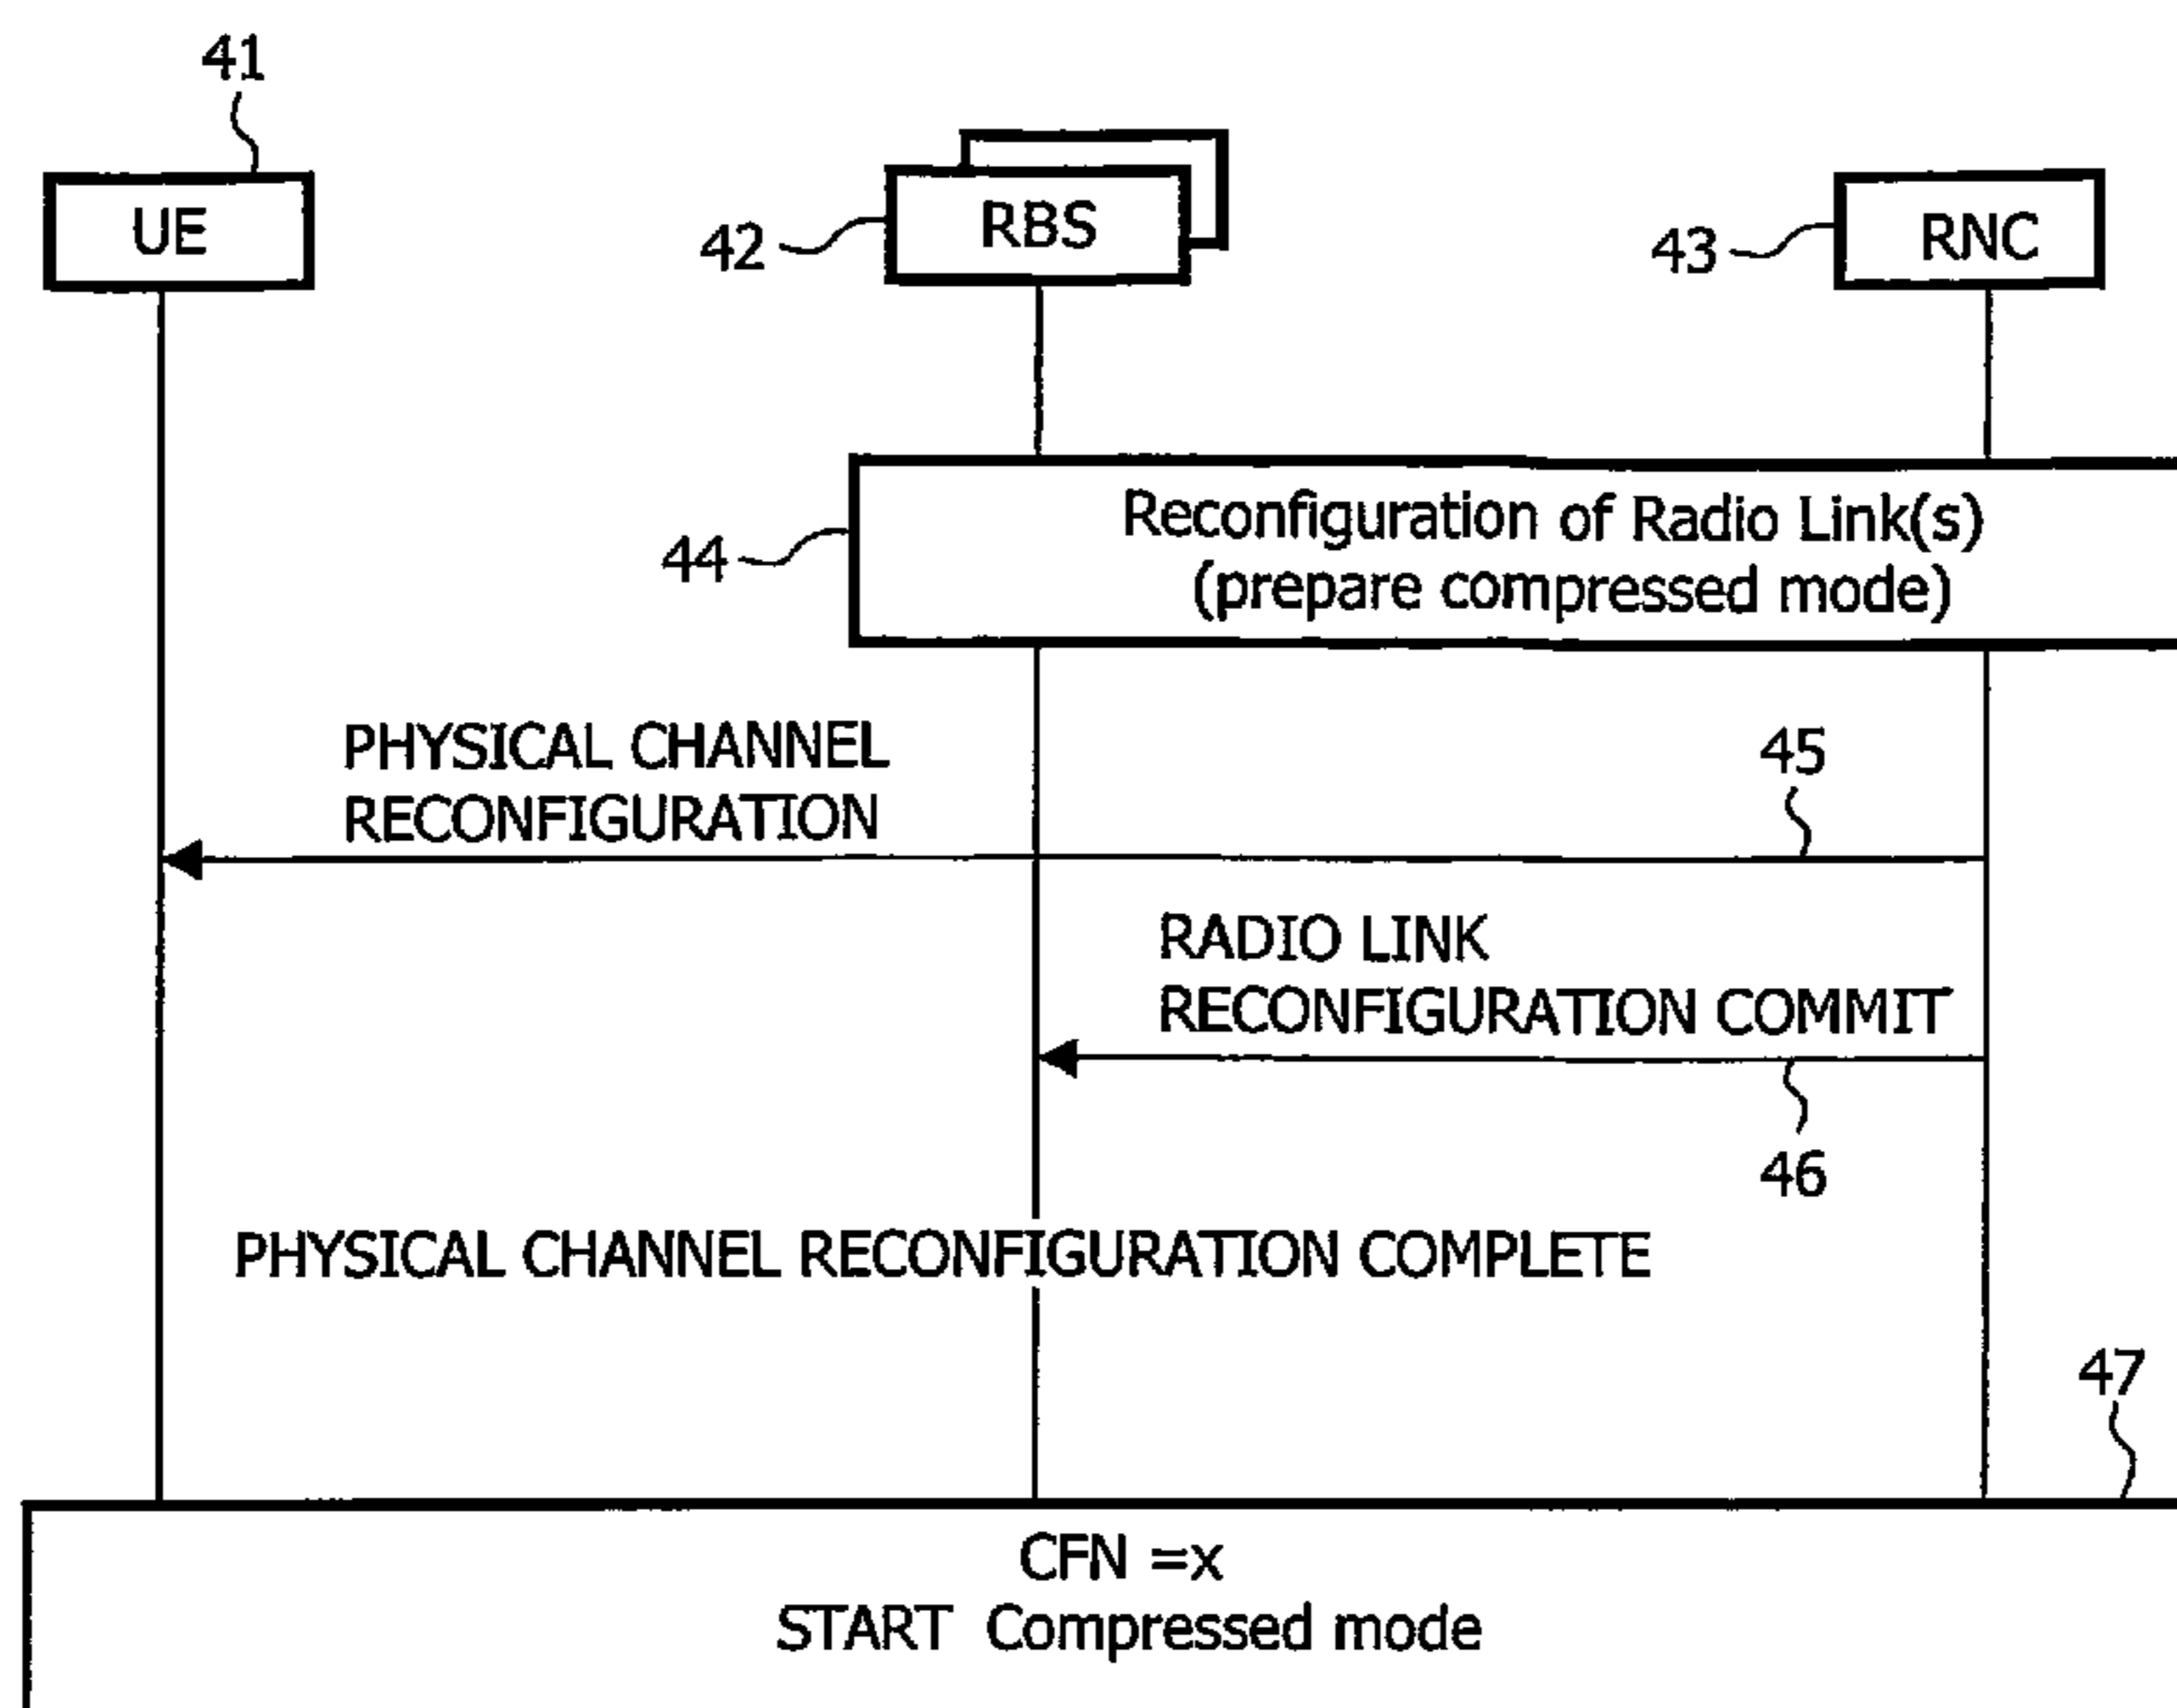 41
UE
42
RBS
43
RNC
44
Reconfiguration of Radio Link(s)
(prepare compressed mode)
PHYSICAL CHANNEL
RECONFIGURATION
45
RADIO LINK
RECONFIGURATION COMMIT
46
PHYSICAL CHANNEL RECONFIGURATION COMPLETE
47
CFN =x
START Compressed mode